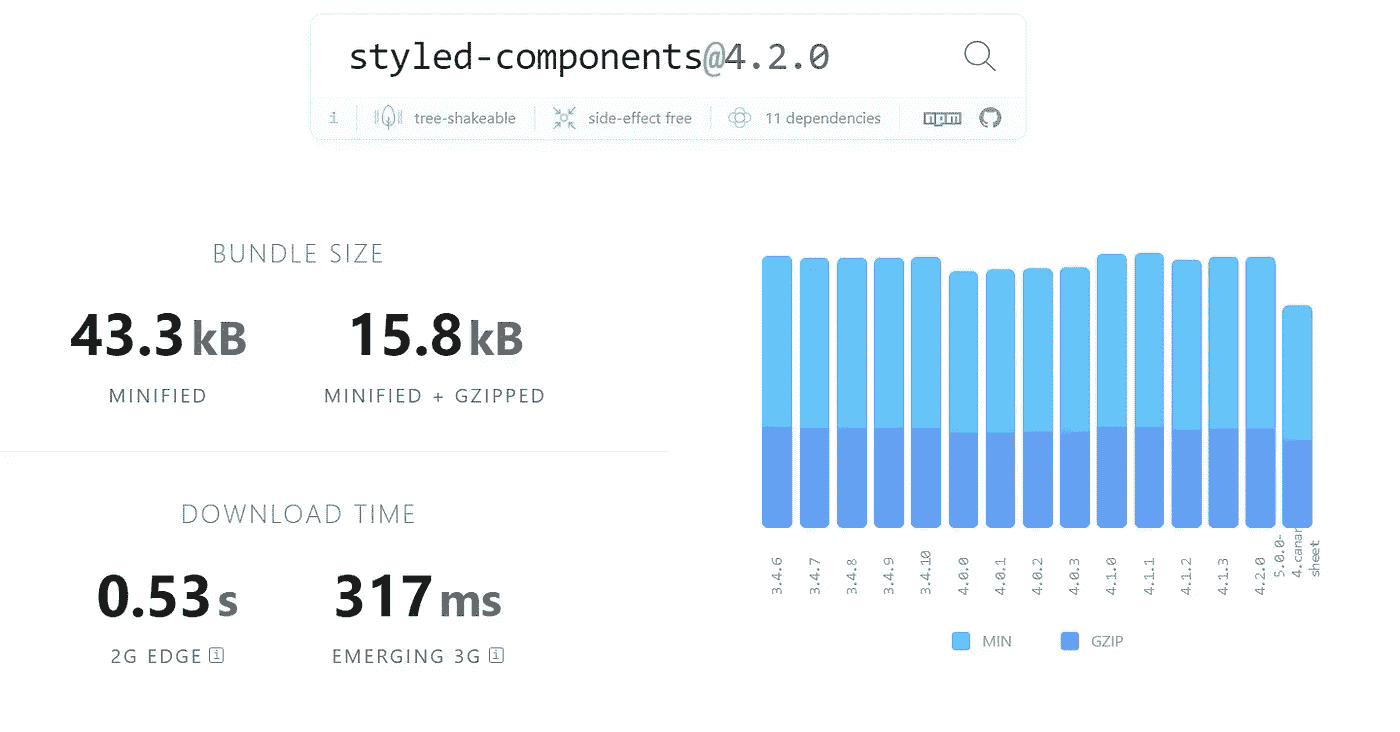 styled-components@4.2.0
i tree-shakeable side-effect free 11 dependencies npm
BUNDLE SIZE
43.3 kB 15.8 kB
MINIFIED MINIFIED + GZIPPED
DOWNLOAD TIME
0.53 s 317 ms
2G EDGE i EMERGING 3G i
3.4.6
3.4.7
3.4.8
3.4.9
3.4.10
4.0.0
4.0.1
4.0.2
4.0.3
4.1.0
4.1.1
4.1.2
4.1.3
4.2.0
5.0.0-
4.canar
sheet
MIN GZIP